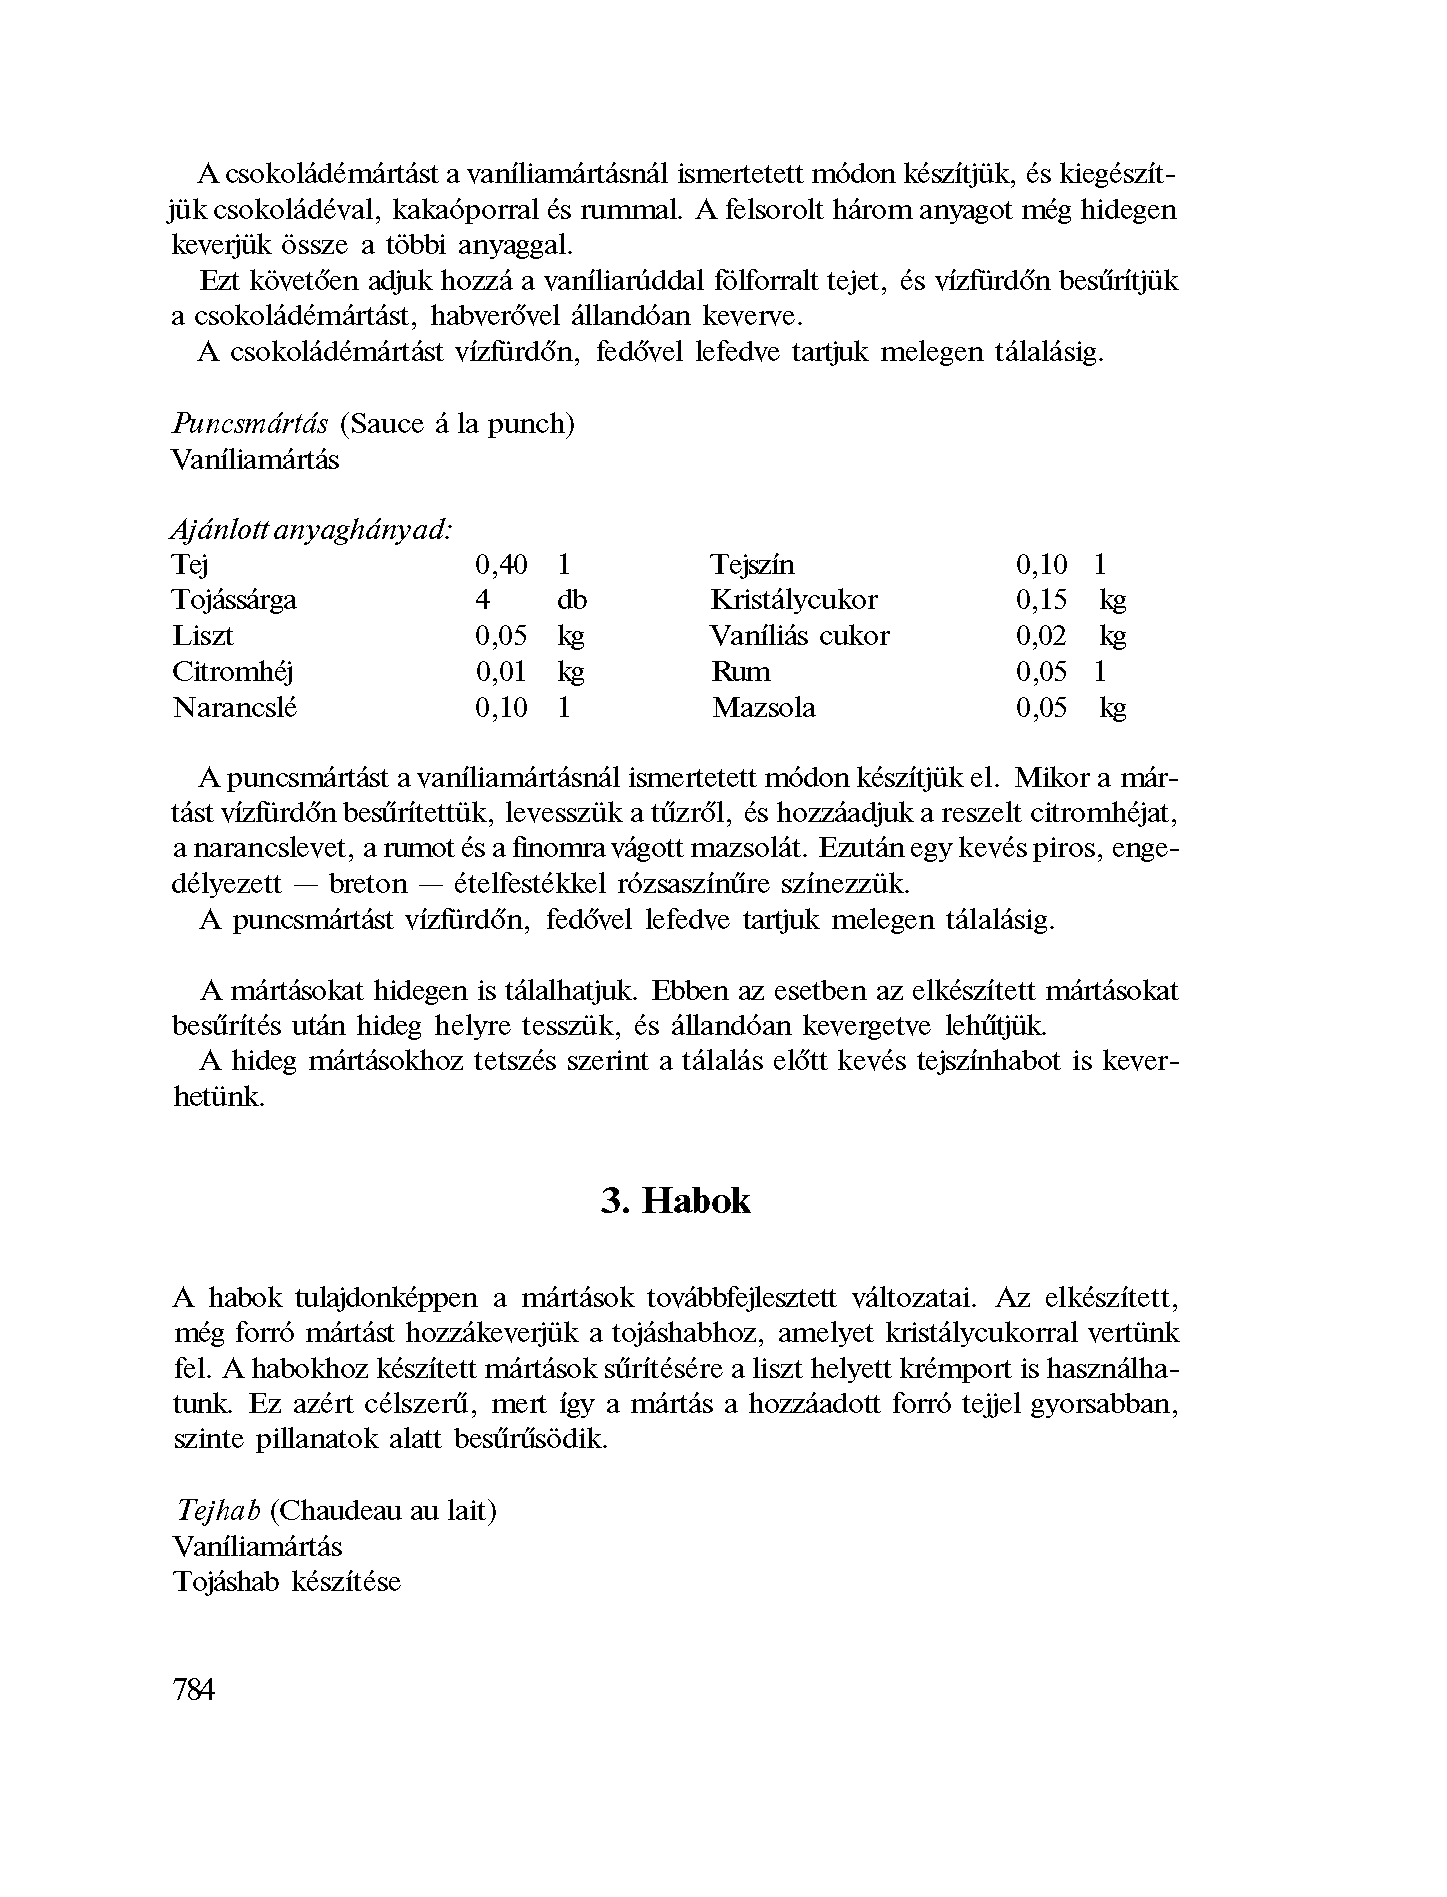 A csokoládémártást a vaníliamártásnál ismertetett módon készítjük, és kiegészít-
jük csokoládéval, kakaóporral és rummal. A felsorolt három anyagot még hidegen
keverjük össze a többi anyaggal.
Ezt követően adjuk hozzá a vaníliarúddal fölforralt tejet, és vízfürdőn besűrítjük
a csokoládémártást, habverővel állandóan keverve.
A csokoládémártást vízfürdőn, fedővel lefedve tartjuk melegen tálalásig.
Puncsmártás (Sauce á la punch)
Vaníliamártás
Ajánlott anyaghányad:
Tej 0,40 l Tejszín 0,10 l
Tojássárga 4 db Kristálycukor 0,15 kg
Liszt 0,05 kg Vaníliás cukor 0,02 kg
Citromhéj 0,01 kg Rum 0,05 l
Narancslé 0,10 l Mazsola 0,05 kg
A puncsmártást a vaníliamártásnál ismertetett módon készítjük el. Mikor a már-
tást vízfürdőn besűrítettük, levesszük a tűzről, és hozzáadjuk a reszelt citromhéjat,
a narancslevet, a rumot és a finomra vágott mazsolát. Ezután egy kevés piros, enge-
délyezett — breton — ételfestékkel rózsaszínűre színezzük.
A puncsmártást vízfürdőn, fedővel lefedve tartjuk melegen tálalásig.
A mártásokat hidegen is tálalhatjuk. Ebben az esetben az elkészített mártásokat
besűrítés után hideg helyre tesszük, és állandóan kevergetve lehűtjük.
A hideg mártásokhoz tetszés szerint a tálalás előtt kevés tejszínhabot is kever-
hetünk.
3. Habok
A habok tulajdonképpen a mártások továbbfejlesztett változatai. Az elkészített,
még forró mártást hozzákeverjük a tojáshabhoz, amelyet kristálycukorral vertünk
fel. A habokhoz készített mártások sűrítésére a liszt helyett krémport is használha-
tunk. Ez azért célszerű, mert így a mártás a hozzáadott forró tejjel gyorsabban,
szinte pillanatok alatt besűrűsödik.
Tejhab (Chaudeau au lait)
Vaníliamártás
Tojáshab készítése
784